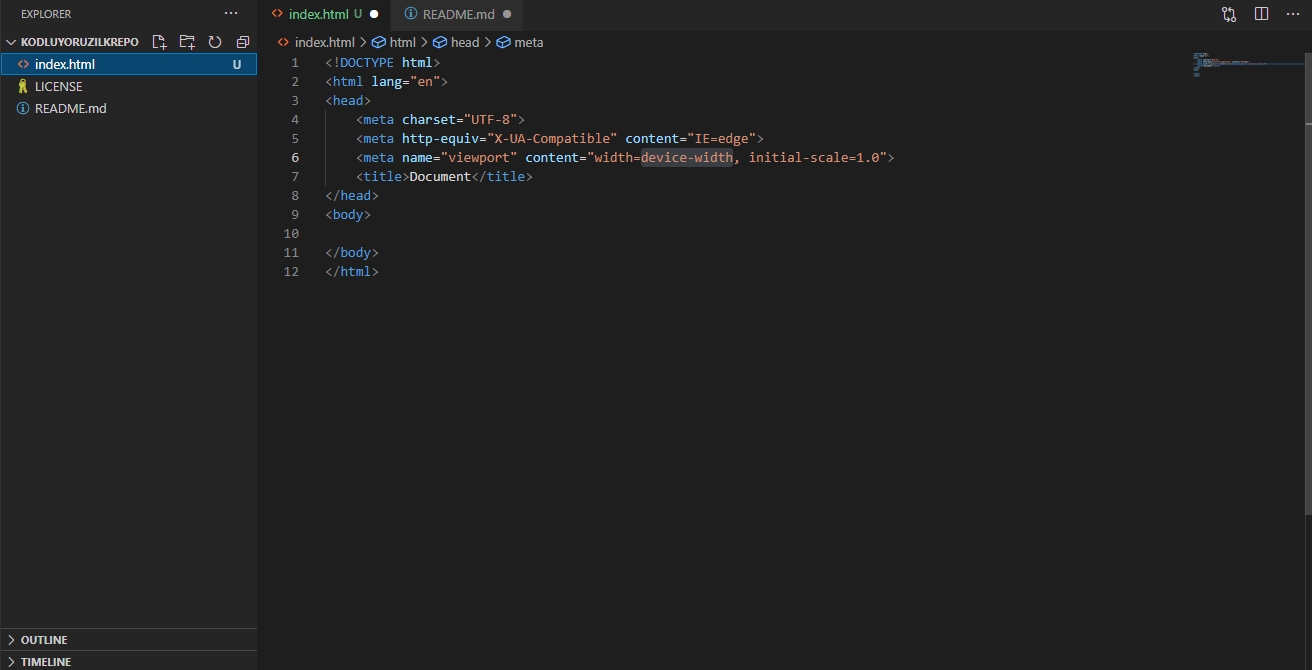 EXPLORER
KODLUYORUZILKREPO
index.html U
LICENSE
README.md
OUTLINE
TIMELINE
index.html U README.md
index.html > html > head > meta
1 <!DOCTYPE html>
2 <html lang="en">
3 <head>
4 <meta charset="UTF-8">
5 <meta http-equiv="X-UA-Compatible" content="IE=edge">
6 <meta name="viewport" content="width=device-width, initial-scale=1.0">
7 <title>Document</title>
8 </head>
9 <body>
10
11 </body>
12 </html>